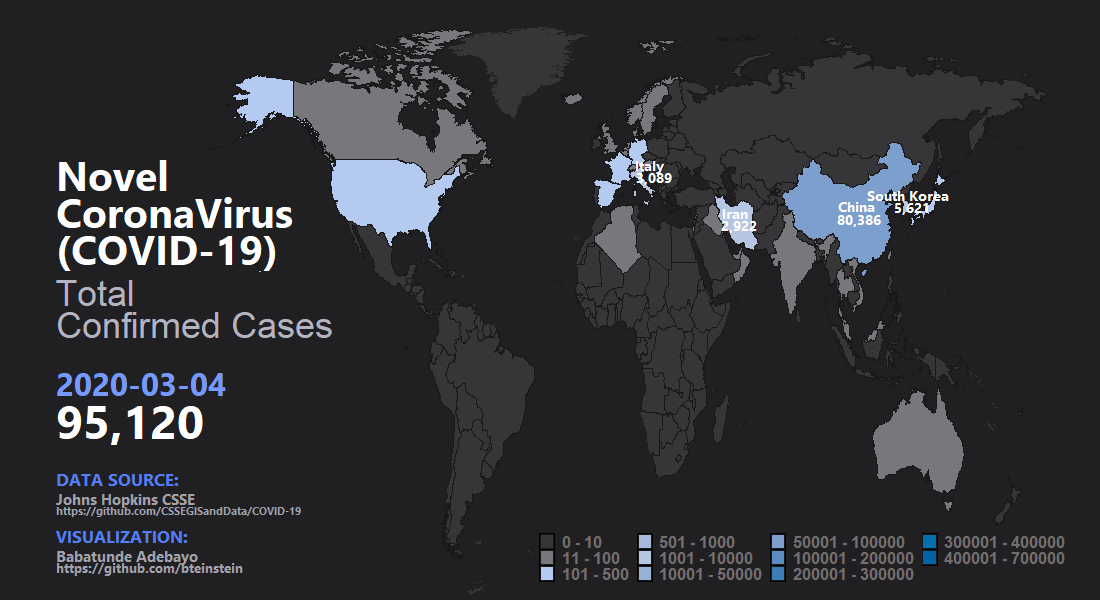 Novel
CoronaVirus
(COVID-19)
Total
Confirmed Cases
2020-03-04
95,120
DATA SOURCE:
Johns Hopkins CSSE
https://github.com/CSSEGISandData/COVID-19
VISUALIZATION:
Babatunde Adebayo
https://github.com/bteinstein
Italy
3,089
Iran
2,922
China
80,386
South Korea
5,621
0 - 10
11 - 100
101 - 500
501 - 1000
1001 - 10000
10001 - 50000
50001 - 100000
100001 - 200000
200001 - 300000
300001 - 400000
400001 - 700000